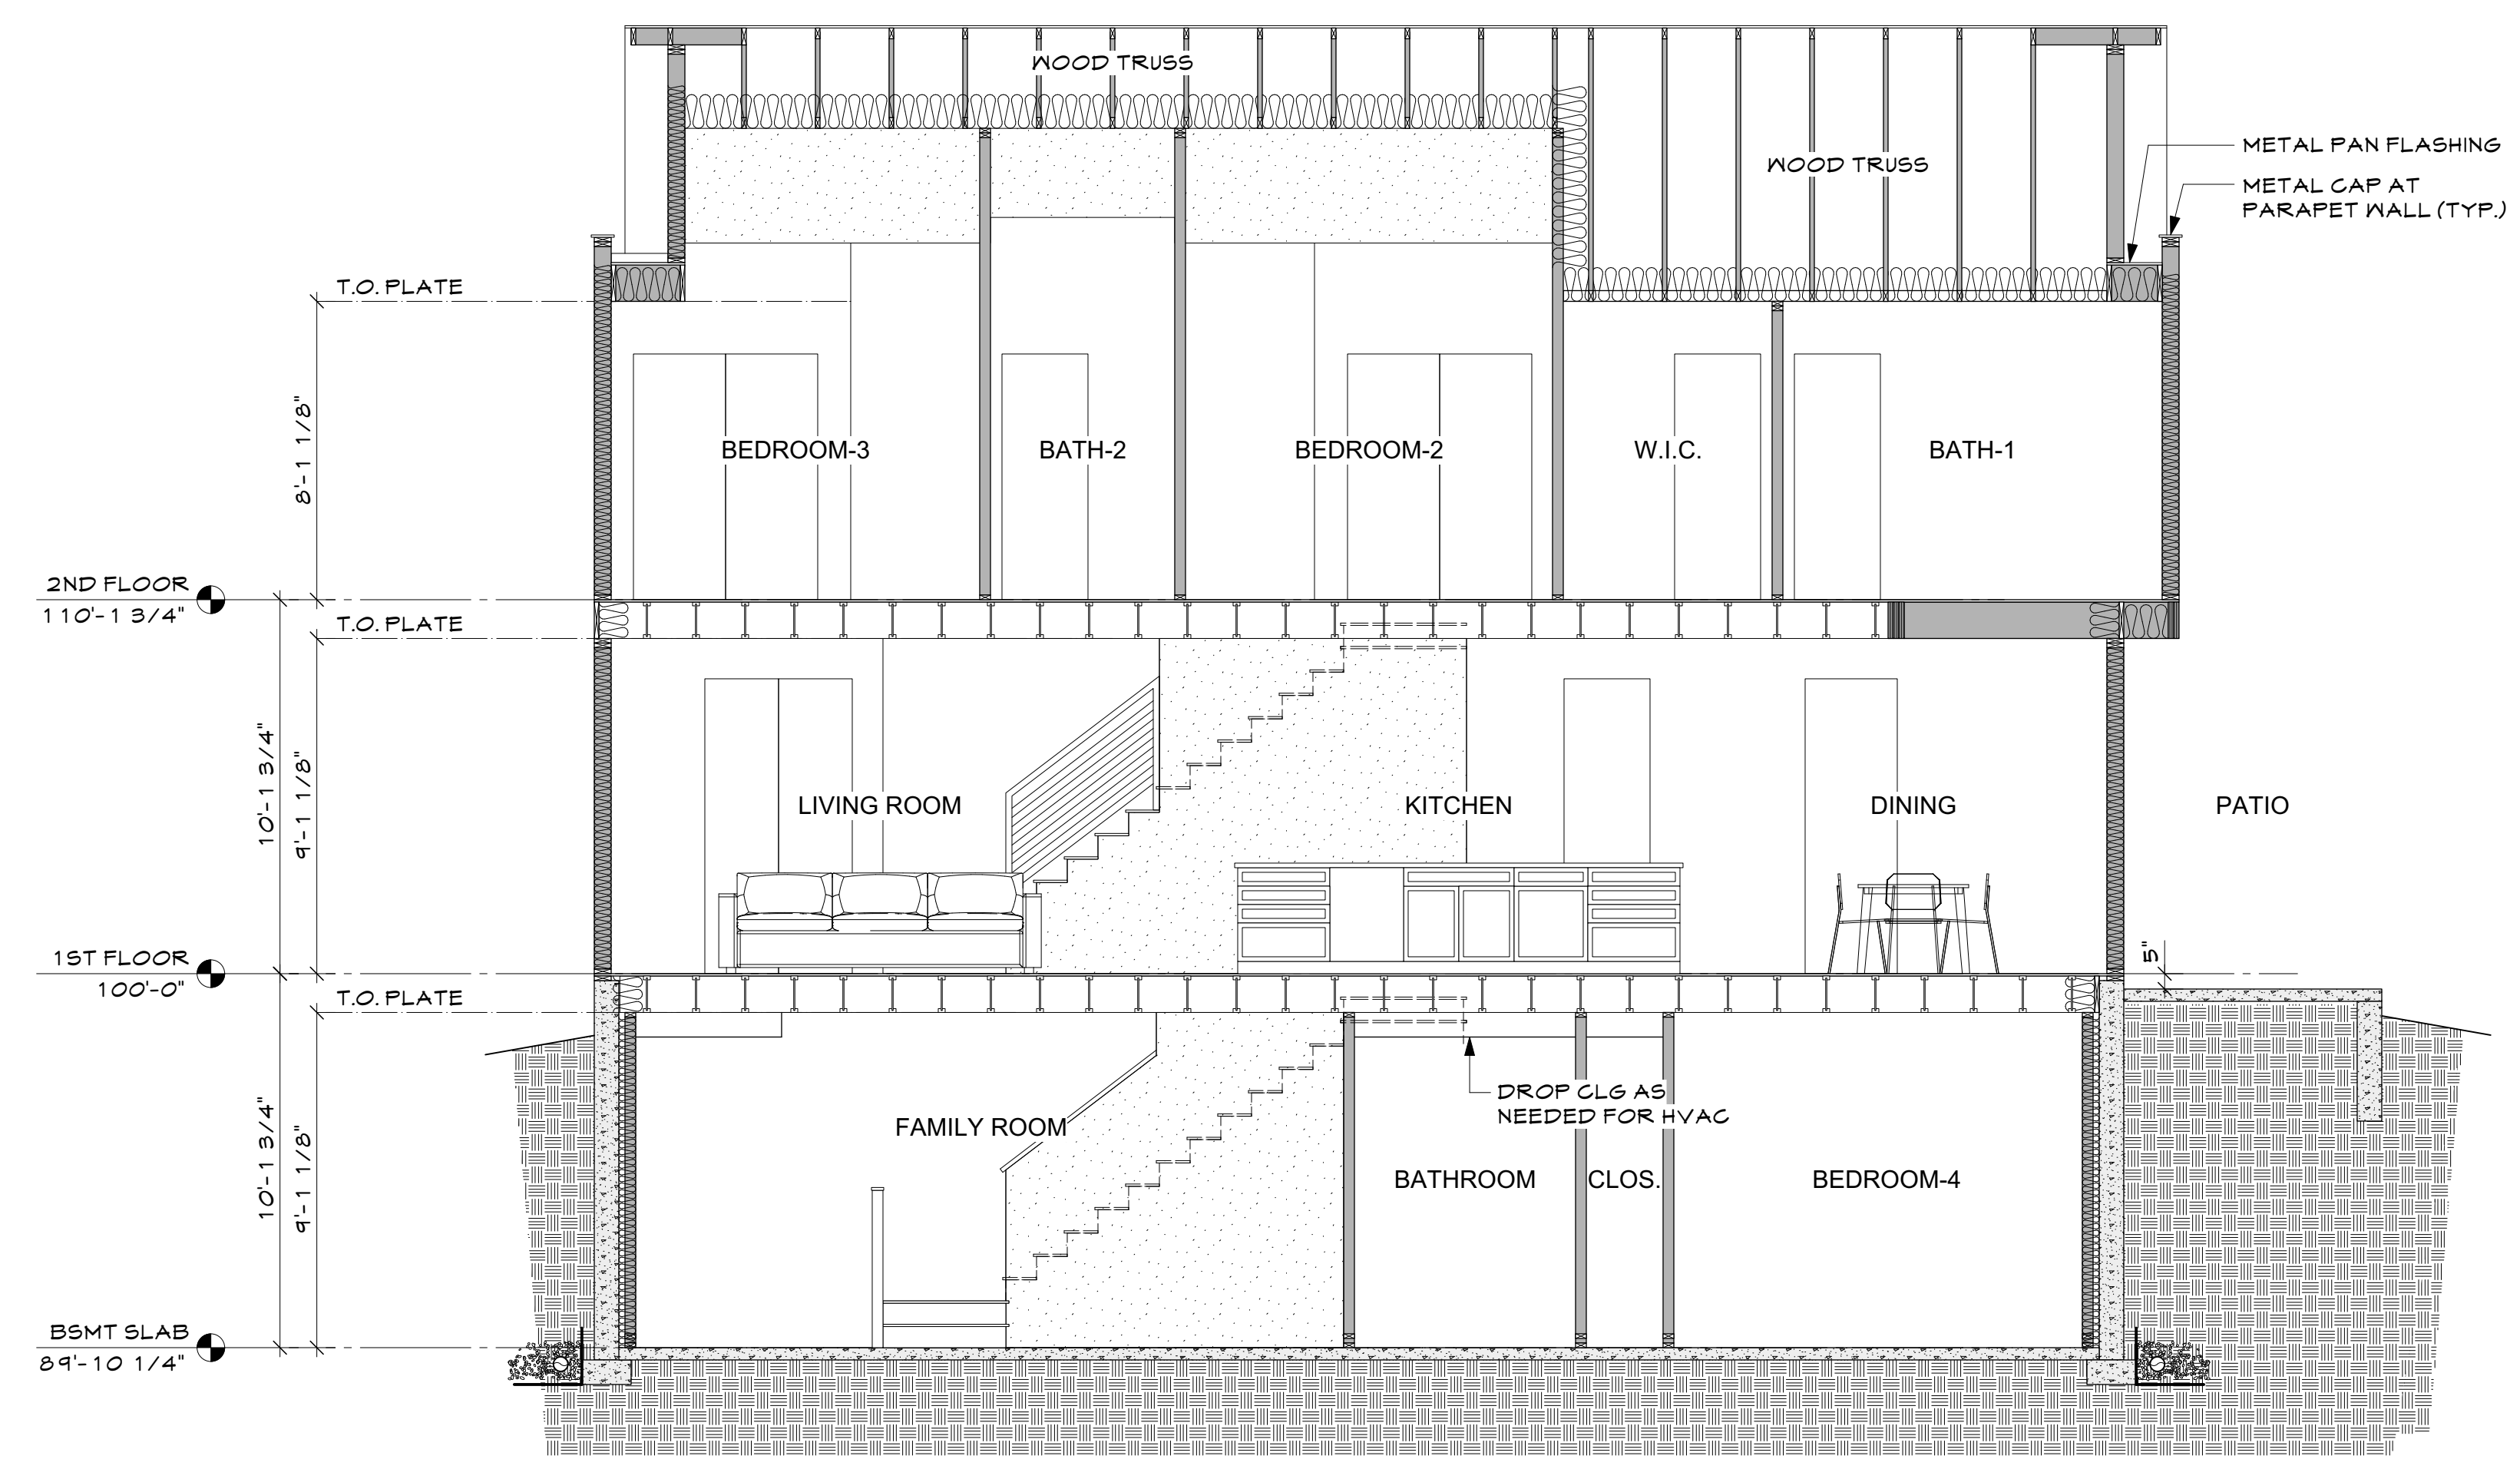 WOOD TRUSS
WOOD TRUSS
METAL PAN FLASHING
METAL CAP AT
PARAPET WALL (TYP.)
T.O. PLATE
8'-1 1/8"
BEDROOM-3
BATH-2
BEDROOM-2
W.I.C.
BATH-1
2ND FLOOR
110'-1 3/4"
T.O. PLATE
10'-1 3/4"
9'-1 1/8"
LIVING ROOM
KITCHEN
DINING
PATIO
5"
1ST FLOOR
100'-0"
T.O. PLATE
10'-1 3/4"
9'-1 1/8"
DROP CLG AS
NEEDED FOR HVAC
FAMILY ROOM
BATHROOM
CLOS.
BEDROOM-4
BSMT SLAB
89'-10 1/4"